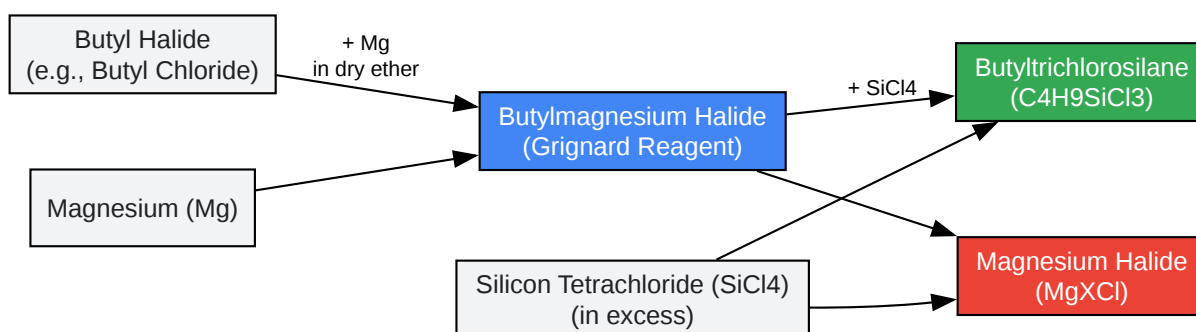 Butyl Halide
(e.g., Butyl Chloride)
+ Mg
in dry ether
Magnesium (Mg)
Butylmagnesium Halide
(Grignard Reagent)
+ SiCl4
Butyltrichlorosilane
(C4H9SiCl3)
Silicon Tetrachloride (SiCl4)
(in excess)
Magnesium Halide
(MgXCl)